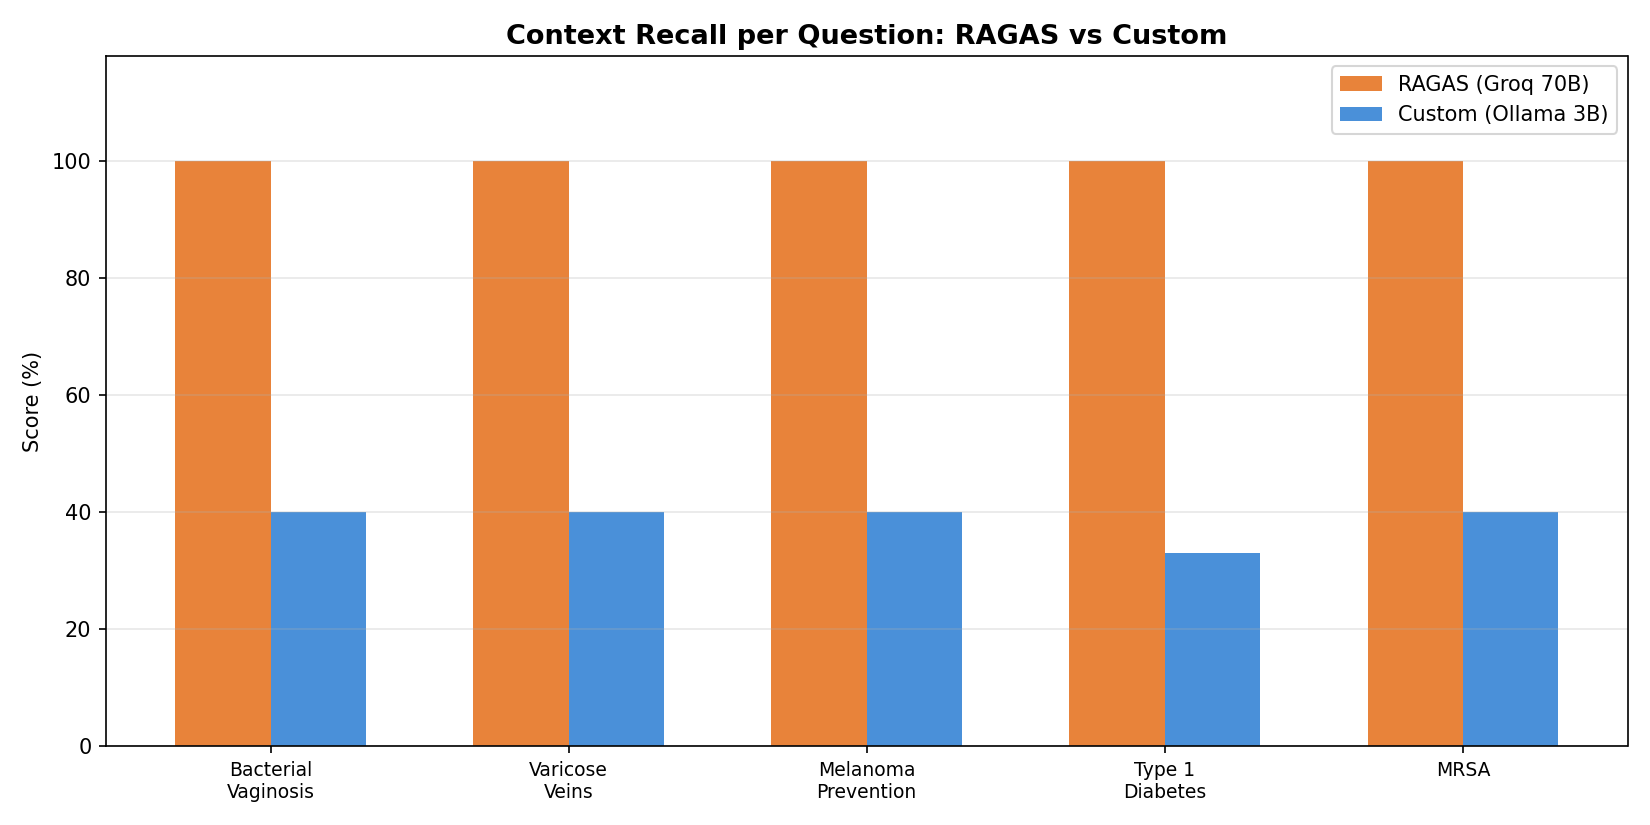 Context Recall per Question: RAGAS vs Custom
RAGAS (Groq 70B)
Custom (Ollama 3B)
Score (%)
100
80
60
40
20
0
Bacterial
Vaginosis
Varicose
Veins
Melanoma
Prevention
Type 1
Diabetes
MRSA